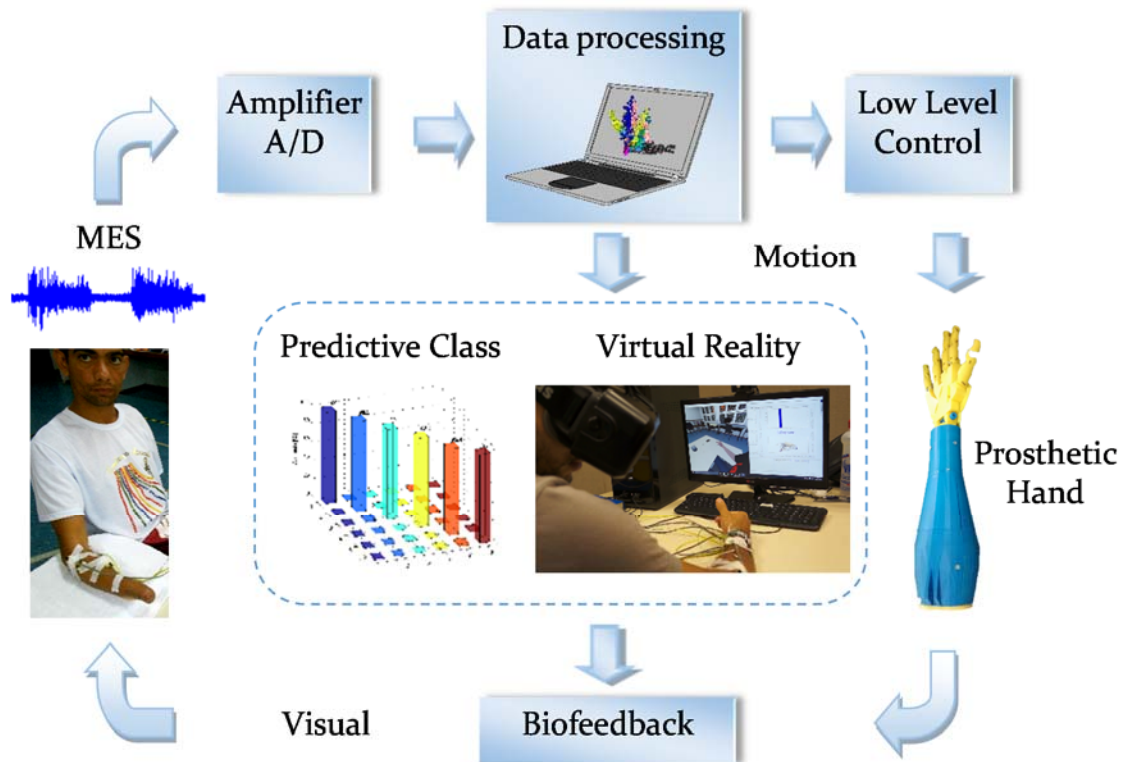 Data processing
Amplifier
A/D
Low Level
Control
MES
Motion
Predictive Class
Virtual Reality
Prosthetic
Hand
Visual
Biofeedback